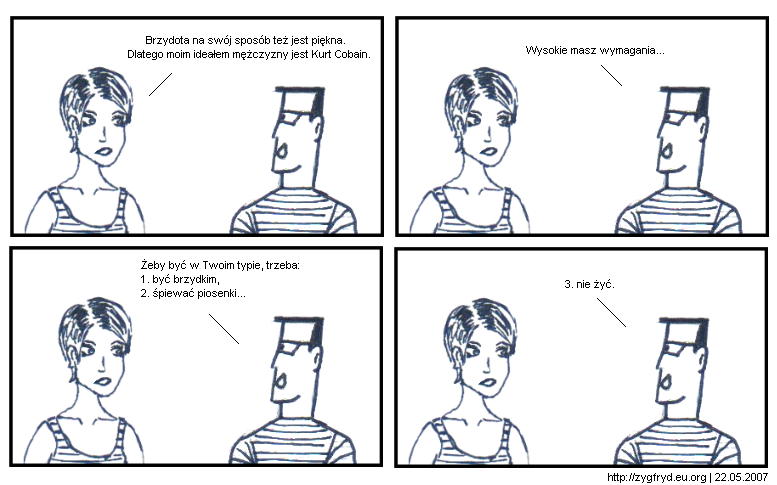 Brzydota na swój sposób też jest piękna.
Dlatego moim ideałem mężczyzny jest Kurt Cobain.
Wysokie masz wymagania...
Żeby być w Twoim typie, trzeba:
1. być brzydkim,
2. śpiewać piosenki...
3. nie żyć.
http://zygfryd.eu.org | 22.05.2007